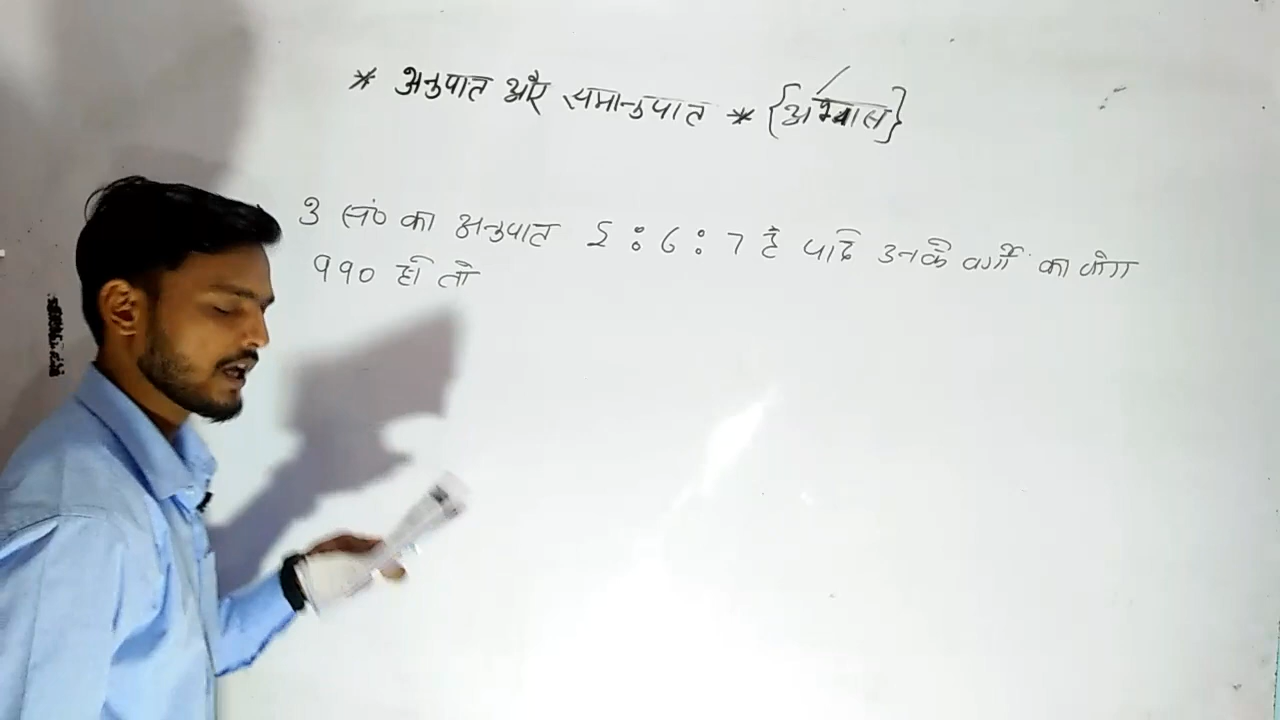 * अनुपात और समानुपात * {अभ्यास}
3 सं० का अनुपात 5 : 6 : 7 है यदि उनके वर्गों का योग
990 हो तो